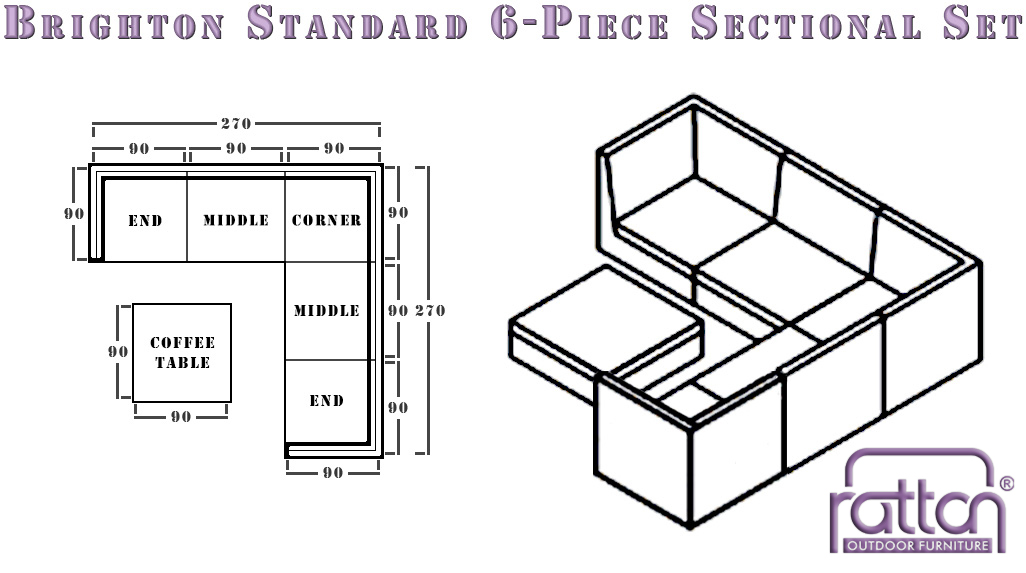 Brighton Standard 6-Piece Sectional Set
270
90 90 90
90 END MIDDLE CORNER 90
MIDDLE 90 270
90 COFFEE TABLE
90
END 90
90
rattan®
OUTDOOR FURNITURE